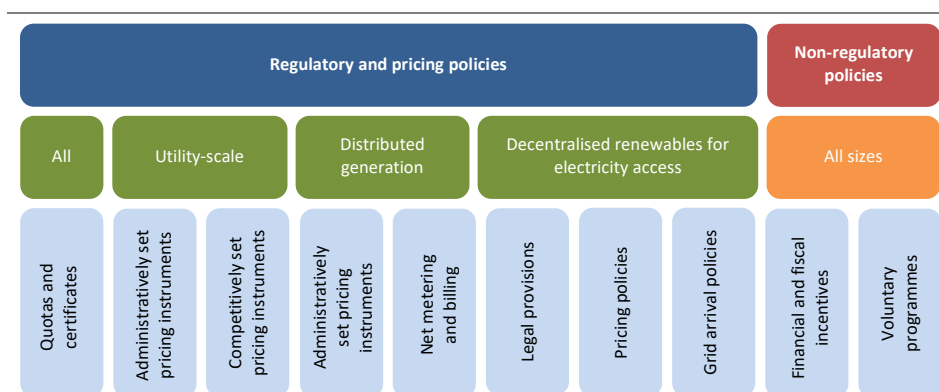 Regulatory and pricing policies
Non-regulatory
policies
All
Utility-scale
Distributed
generation
Decentralised renewables for
electricity access
All sizes
Quotas and
certificates
Administratively set
pricing instruments
Competitively set
pricing instruments
Administratively
set pricing
instruments
Net metering
and billing
Legal provisions
Pricing policies
Grid arrival policies
Financial and fiscal
incentives
Voluntary
programmes